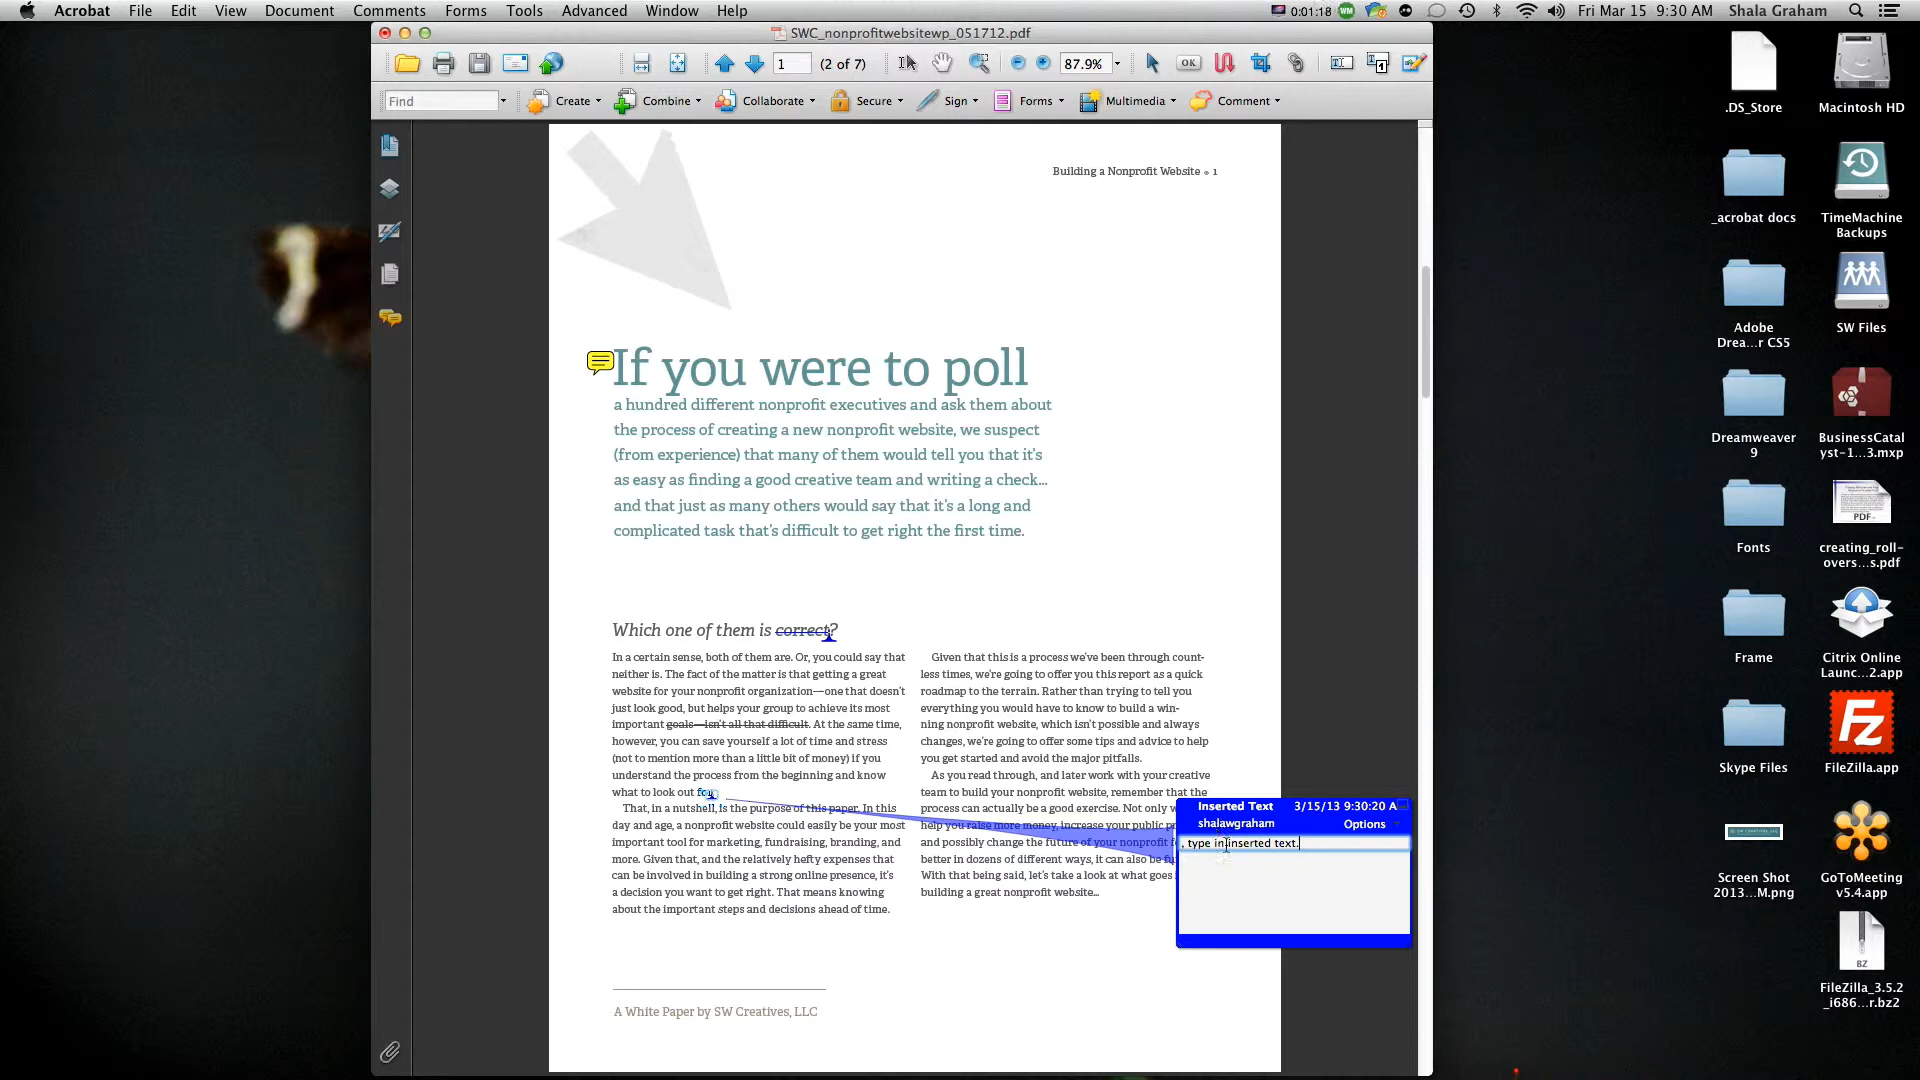 Acrobat File Edit View Document Comments Forms Tools Advanced Window Help
0:01:18 WM Fri Mar 15 9:30 AM Shala Graham
SWC_nonprofitwebsitewp_051712.pdf
1 (2 of 7) 87.9% OK
Find Create Combine Collaborate Secure Sign Forms Multimedia Comment
Building a Nonprofit Website 1
If you were to poll
a hundred different nonprofit executives and ask them about
the process of creating a new nonprofit website, we suspect
(from experience) that many of them would tell you that it's
as easy as finding a good creative team and writing a check...
and that just as many others would say that it's a long and
complicated task that's difficult to get right the first time.
Which one of them is correct?
In a certain sense, both of them are. Or, you could say that
neither is. The fact of the matter is that getting a great
website for your nonprofit organization—one that doesn't
just look good, but helps your group to achieve its most
important goals—isn't all that difficult. At the same time,
however, you can save yourself a lot of time and stress
(not to mention more than a little bit of money) if you
understand the process from the beginning and know
what to look out
That, in a nutshell, is the purpose of this paper. In this
day and age, a nonprofit website could easily be your most
important tool for marketing, fundraising, branding, and
more. Given that, and the relatively hefty expenses that
can be involved in building a strong online presence, it's
a decision you want to get right. That means knowing
about the important steps and decisions ahead of time.
Given that this is a process we've been through count-
less times, we're going to offer you this report as a quick
roadmap to the terrain. Rather than trying to tell you
everything you would have to know to build a win-
ning nonprofit website, which isn't possible and always
changes, we're going to offer some tips and advice to help
you get started and avoid the major pitfalls.
As you read through, and later work with your creative
team to build your nonprofit website, remember that the
process can actually be a good exercise. Not only w
help you raise more money, increase your public pr
and possibly change the future of your nonprofit f
better in dozens of different ways, it can also be fu
With that being said, let's take a look at what goes
building a great nonprofit website...
A White Paper by SW Creatives, LLC
Inserted Text 3/15/13 9:30:20 A
shalawgraham Options
, type in inserted text.
.DS_Store
Macintosh HD
_acrobat docs
TimeMachine
Backups
Adobe
Drea...r CS5
SW Files
Dreamweaver
9
BusinessCatal
yst-1...3.mxp
Fonts
PDF
creating_roll-
overs...s.pdf
Frame
Citrix Online
Launc...2.app
Skype Files
Fz
FileZilla.app
Screen Shot
2013...M.png
GoToMeeting
v5.4.app
BZ
FileZilla_3.5.2
_i686...r.bz2